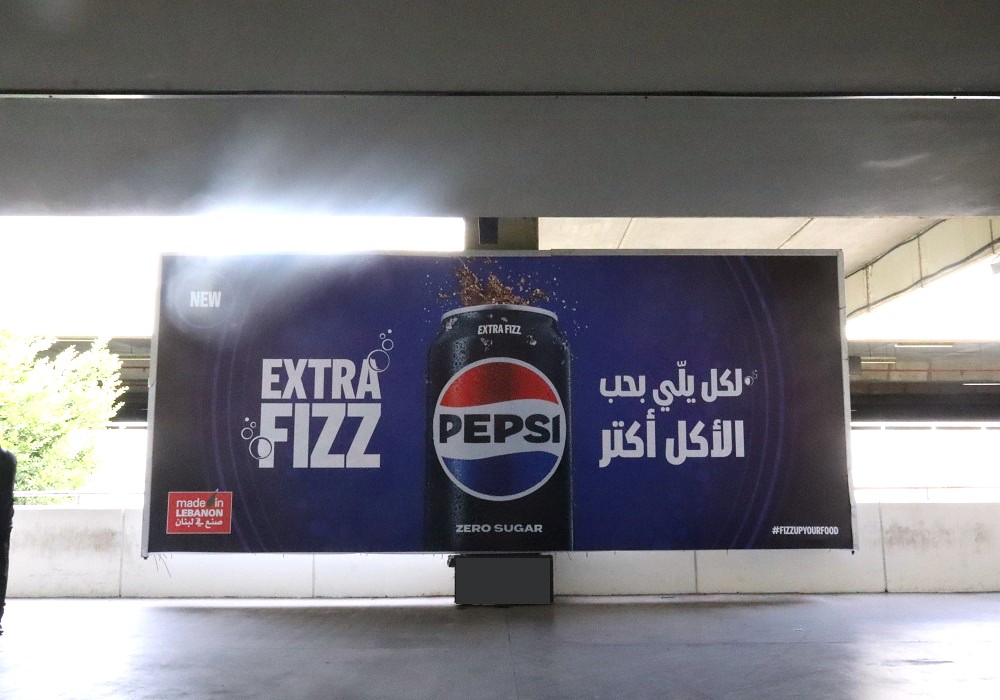 NEW
EXTRA
FIZZ
EXTRA FIZZ
PEPSI
ZERO SUGAR
لكل يلّي بحب
الأكل أكتر
made in
LEBANON
صنع في لبنان
#FIZZUPYOURFOOD